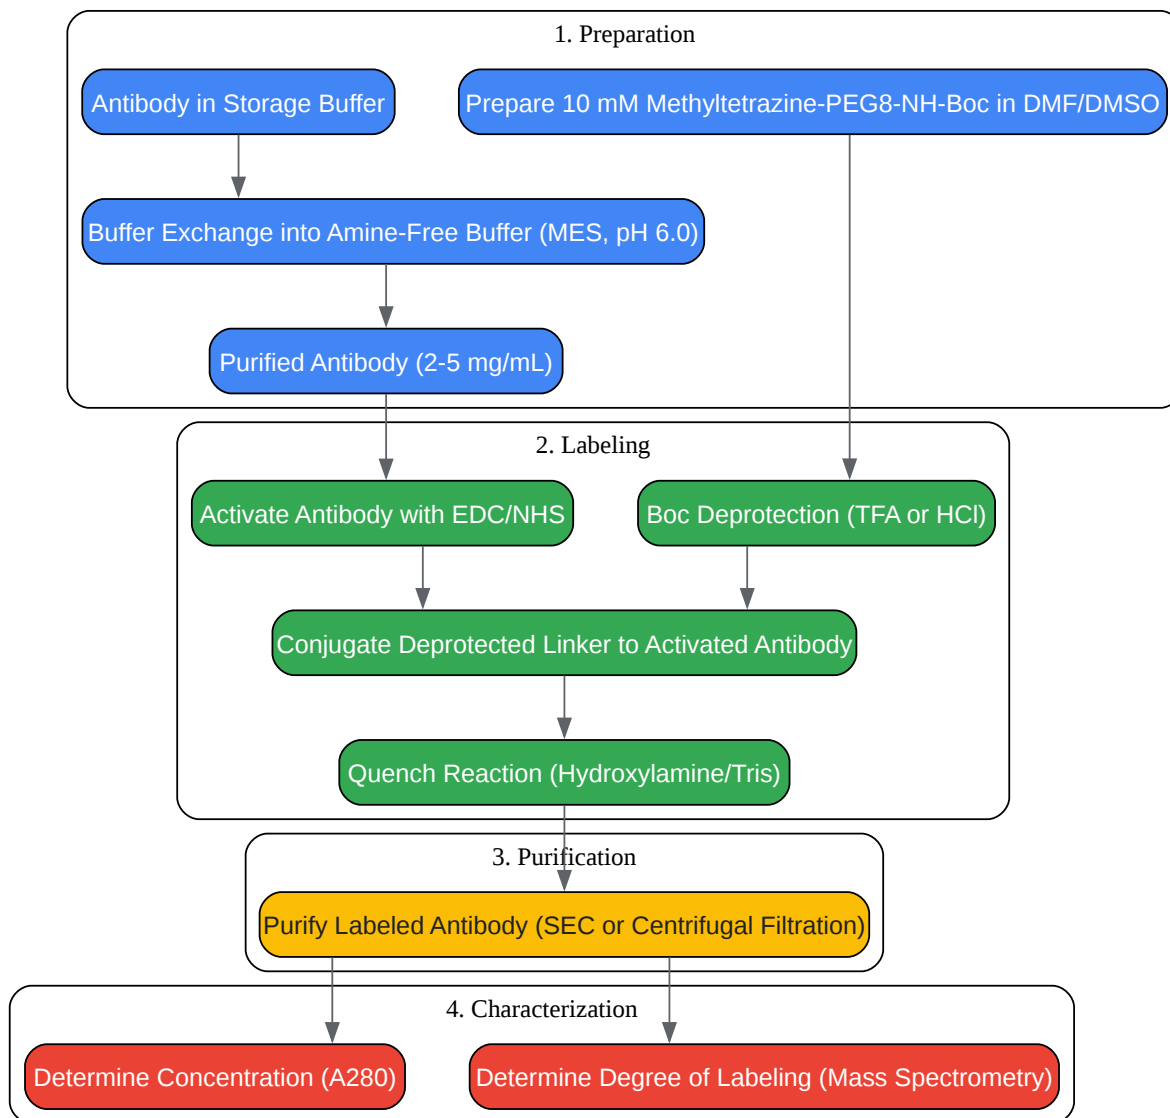 1. Preparation
Antibody in Storage Buffer
Prepare 10 mM Methyltetrazine-PEG8-NH-Boc in DMF/DMSO
Buffer Exchange into Amine-Free Buffer (MES, pH 6.0)
Purified Antibody (2-5 mg/mL)
2. Labeling
Activate Antibody with EDC/NHS
Boc Deprotection (TFA or HCl)
Conjugate Deprotected Linker to Activated Antibody
Quench Reaction (Hydroxylamine/Tris)
3. Purification
Purify Labeled Antibody (SEC or Centrifugal Filtration)
4. Characterization
Determine Concentration (A280)
Determine Degree of Labeling (Mass Spectrometry)